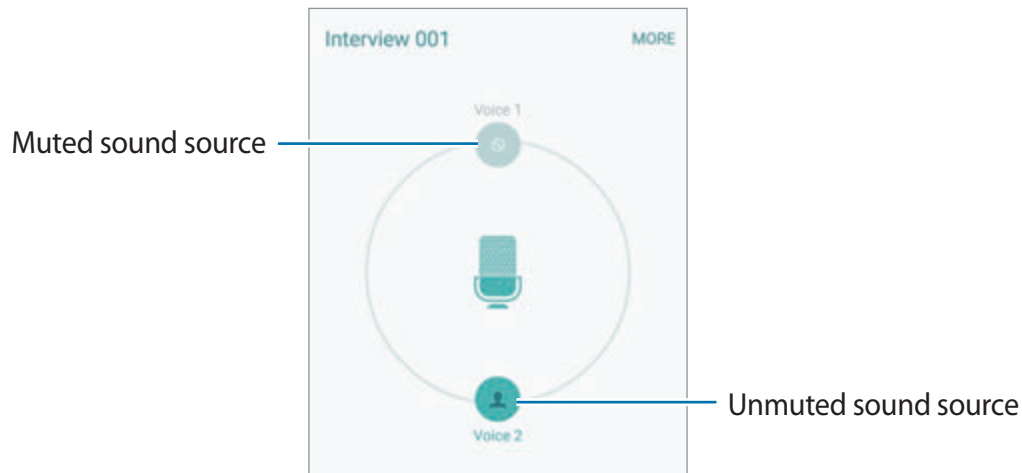 Interview 001 MORE
Voice 1
Muted sound source
Unmuted sound source
Voice 2